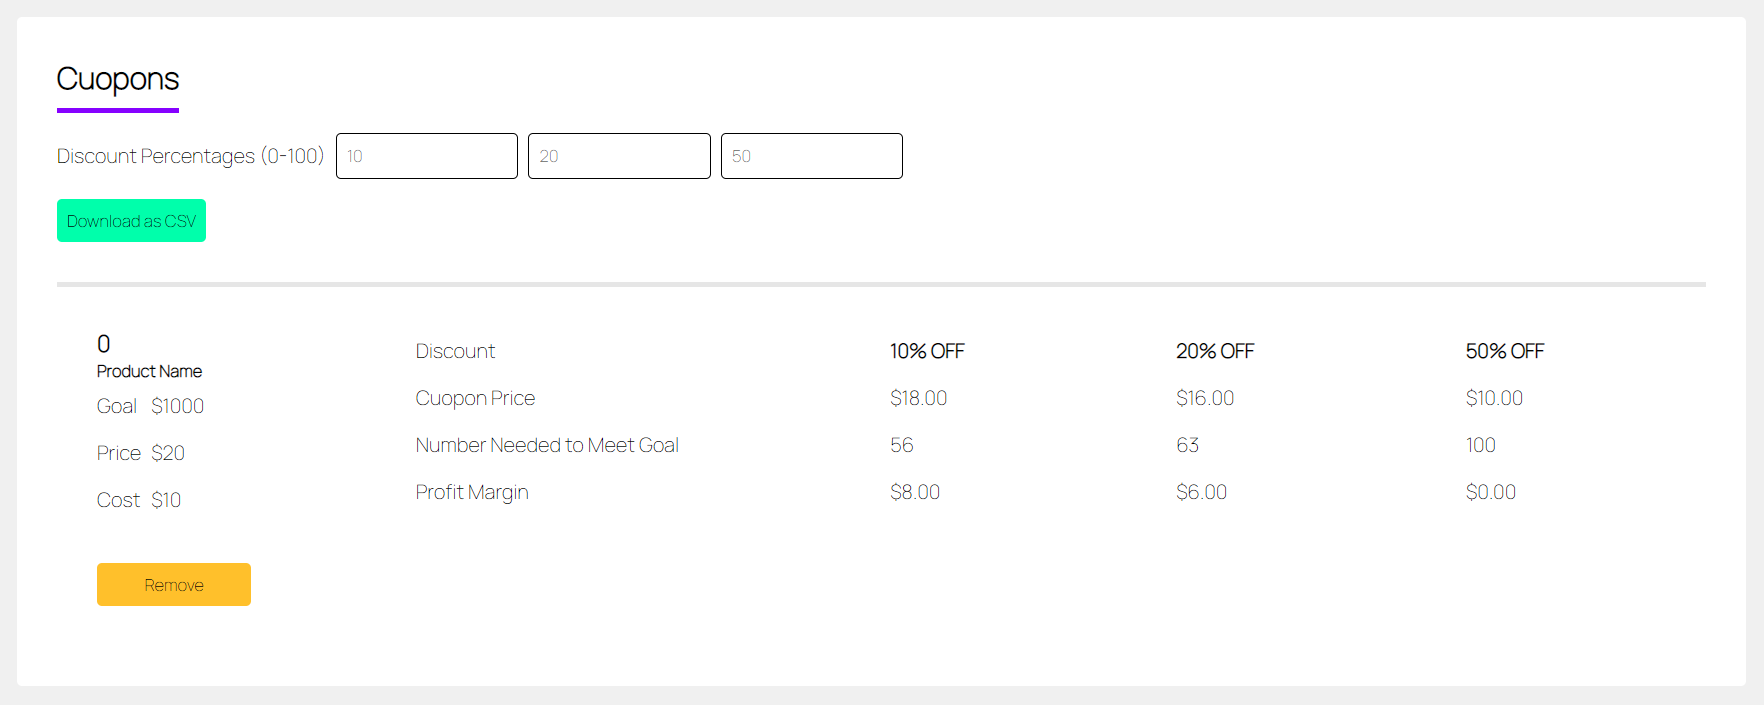 Cuopons
Discount Percentages (0-100) 10 20 50
Download as CSV
0
Product Name
Goal $1000
Price $20
Cost $10
Remove
Discount 10% OFF 20% OFF 50% OFF
Cuopon Price $18.00 $16.00 $10.00
Number Needed to Meet Goal 56 63 100
Profit Margin $8.00 $6.00 $0.00